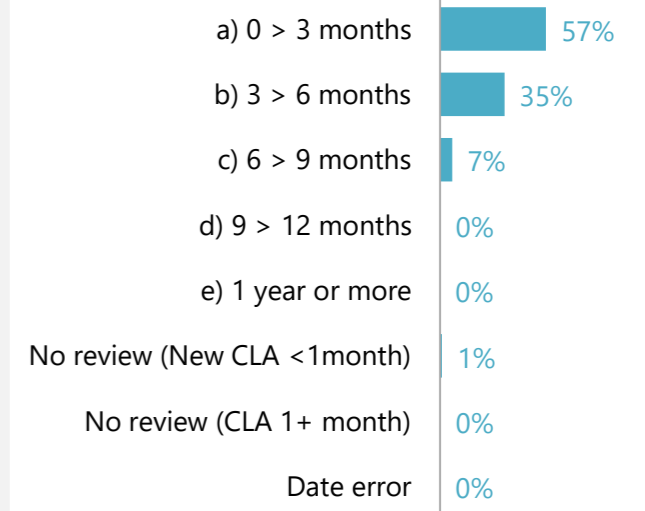 a) 0 > 3 months 57%
b) 3 > 6 months 35%
c) 6 > 9 months 7%
d) 9 > 12 months 0%
e) 1 year or more 0%
No review (New CLA <1month) 1%
No review (CLA 1+ month) 0%
Date error 0%